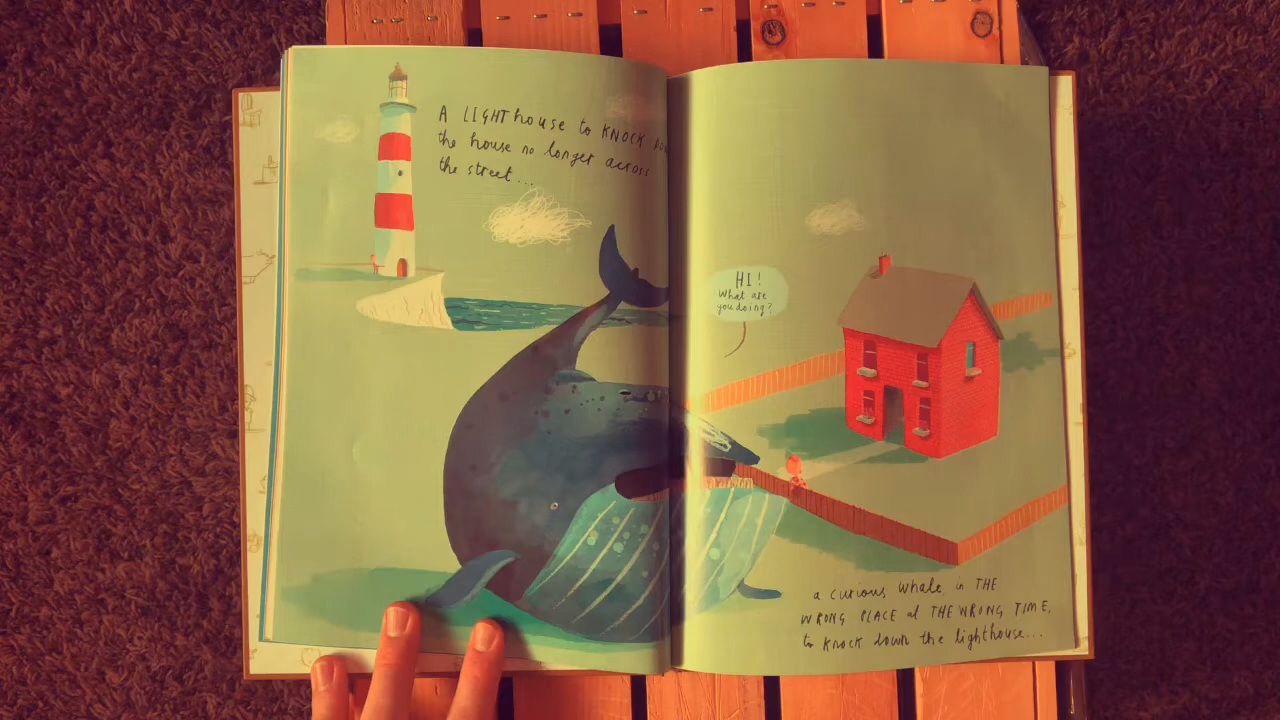 A LIGHThouse to KNOCK
the house no longer across
the street...
HI!
What are
you doing?
a curious whale, in THE
WRONG PLACE at THE WRONG TIME,
to knock down the lighthouse...